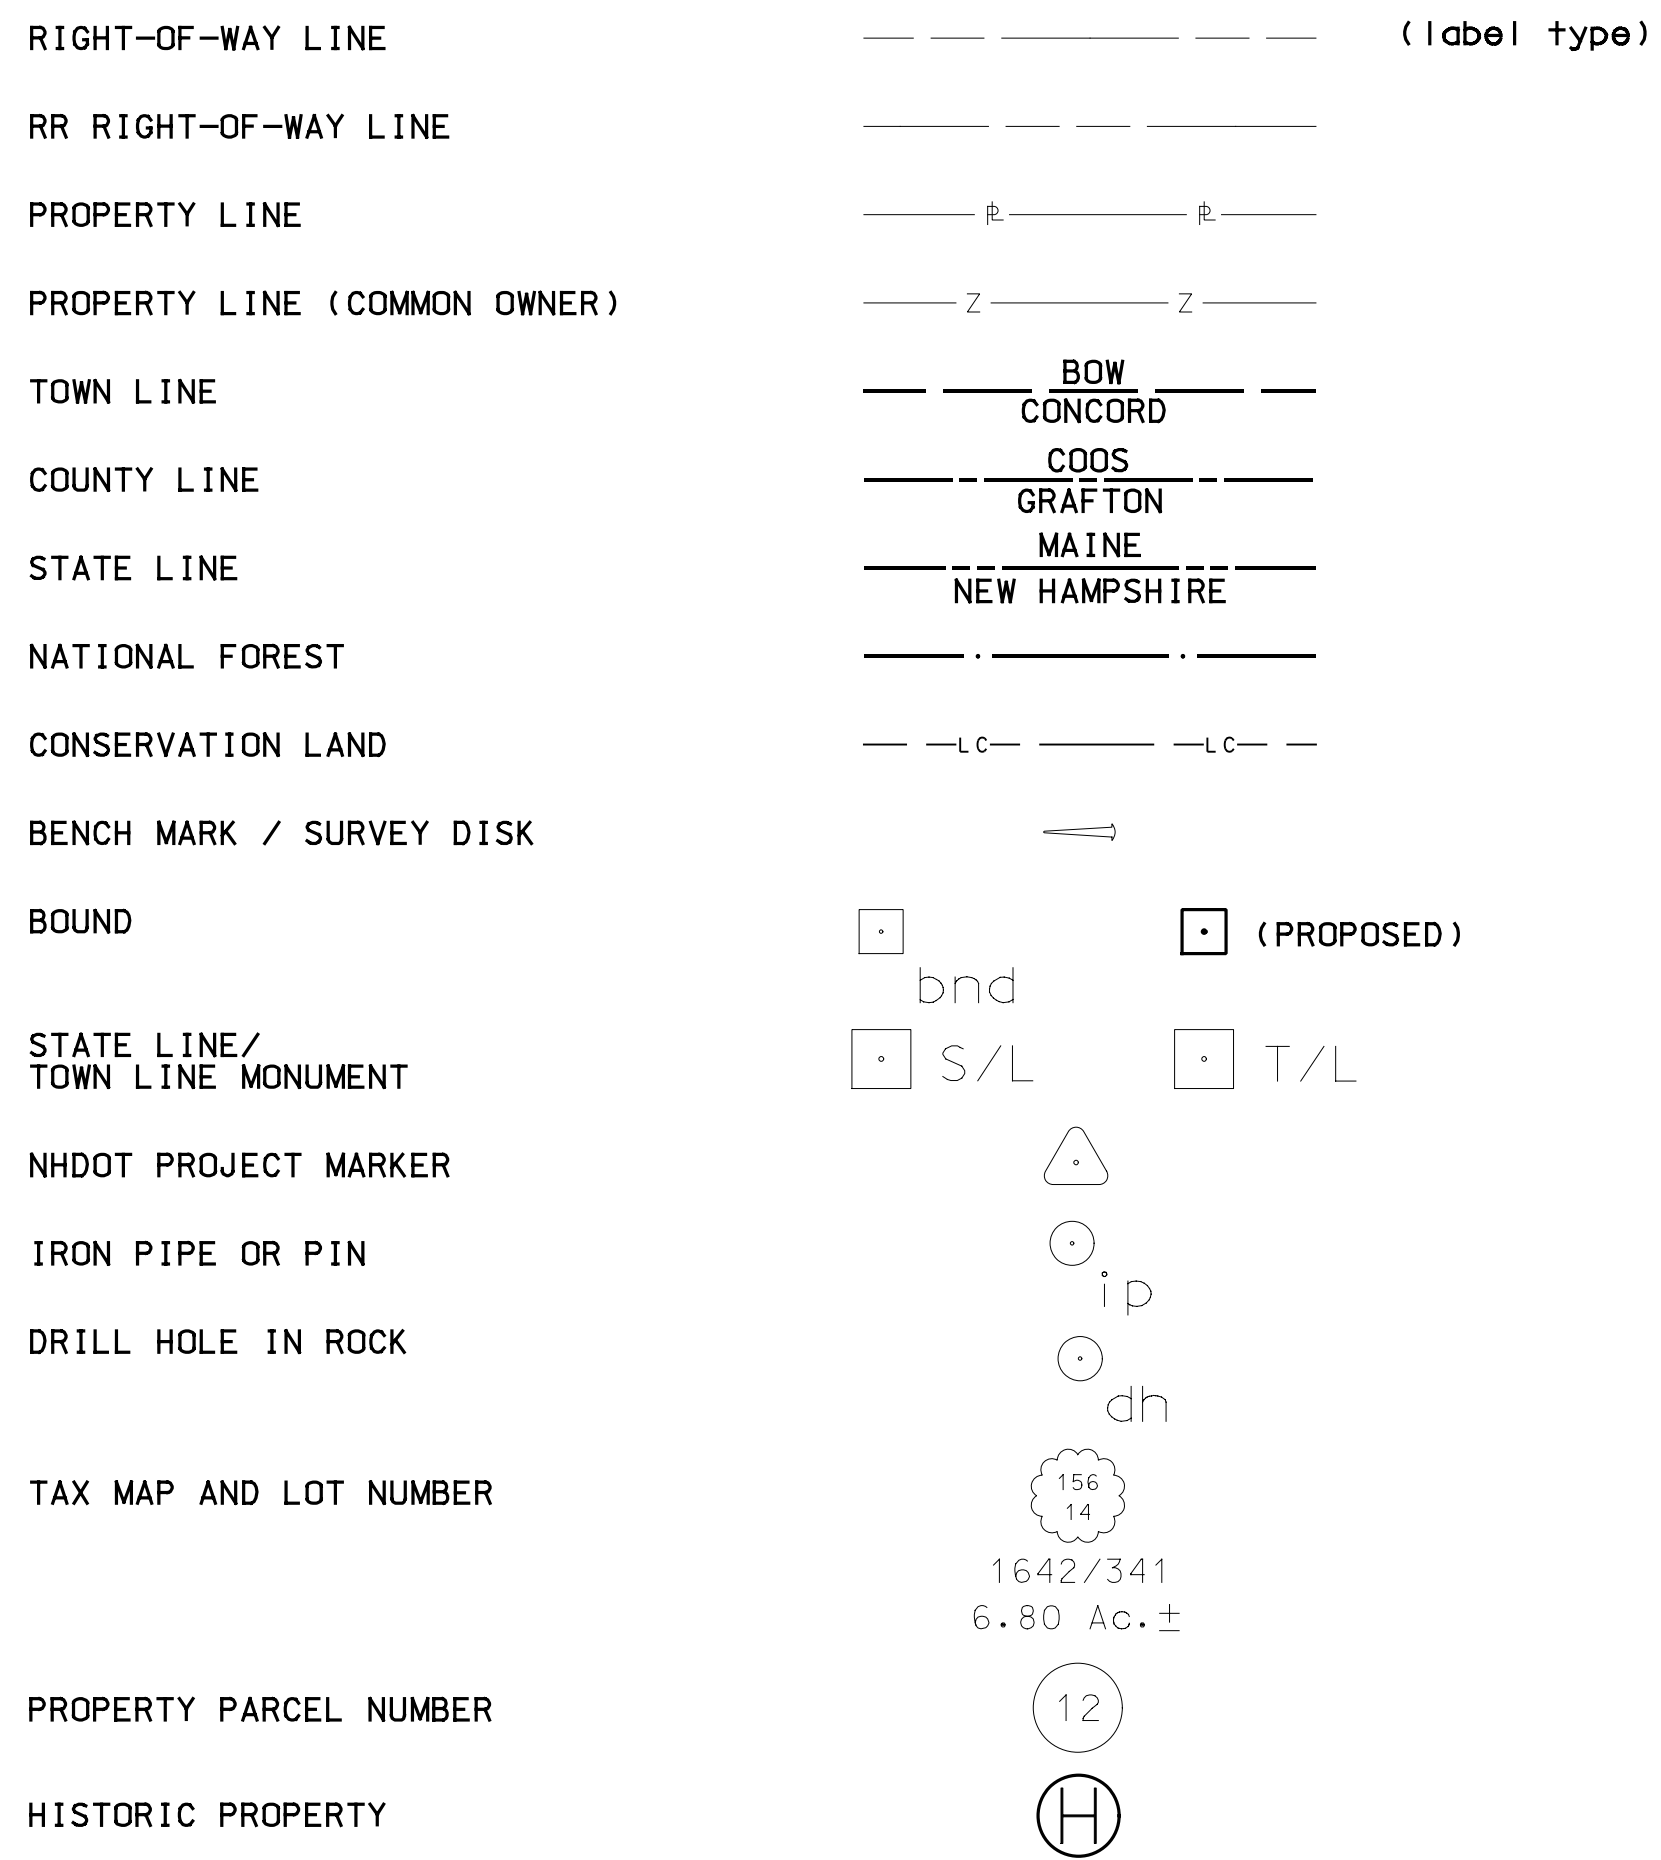 RIGHT-OF-WAY LINE (label type)
RR RIGHT-OF-WAY LINE
PROPERTY LINE ℙL ℙL
PROPERTY LINE (COMMON OWNER) Z Z
BOW
TOWN LINE
CONCORD
COOS
COUNTY LINE
GRAFTON
MAINE
STATE LINE
NEW HAMPSHIRE
NATIONAL FOREST
CONSERVATION LAND LC LC
BENCH MARK / SURVEY DISK
BOUND (PROPOSED)
bnd
STATE LINE/
TOWN LINE MONUMENT S/L T/L
NHDOT PROJECT MARKER
IRON PIPE OR PIN
ip
DRILL HOLE IN ROCK
dh
TAX MAP AND LOT NUMBER 156
14
1642/341
6.80 Ac.±
PROPERTY PARCEL NUMBER 12
HISTORIC PROPERTY H